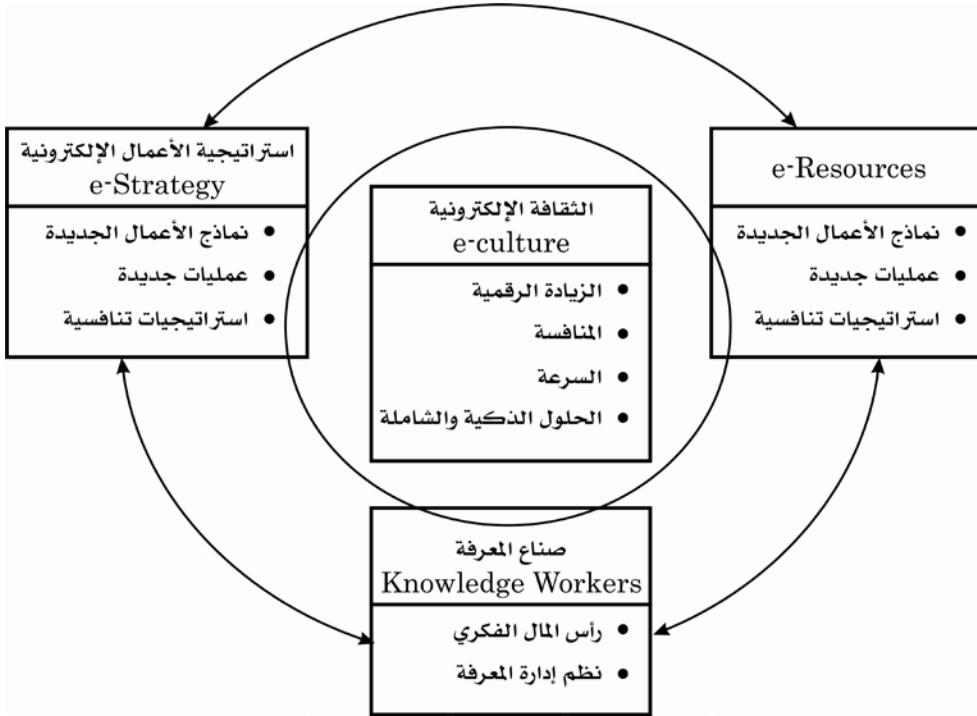 استراتيجية الأعمال الإلكترونية
e-Strategy
• نماذج الأعمال الجديدة
• عمليات جديدة
• استراتيجيات تنافسية
e-Resources
• نماذج الأعمال الجديدة
• عمليات جديدة
• استراتيجيات تنافسية
الثقافة الإلكترونية
e-culture
• الزيادة الرقمية
• المنافسة
• السرعة
• الحلول الذكية والشاملة
صناع المعرفة
Knowledge Workers
• رأس المال الفكري
• نظم إدارة المعرفة